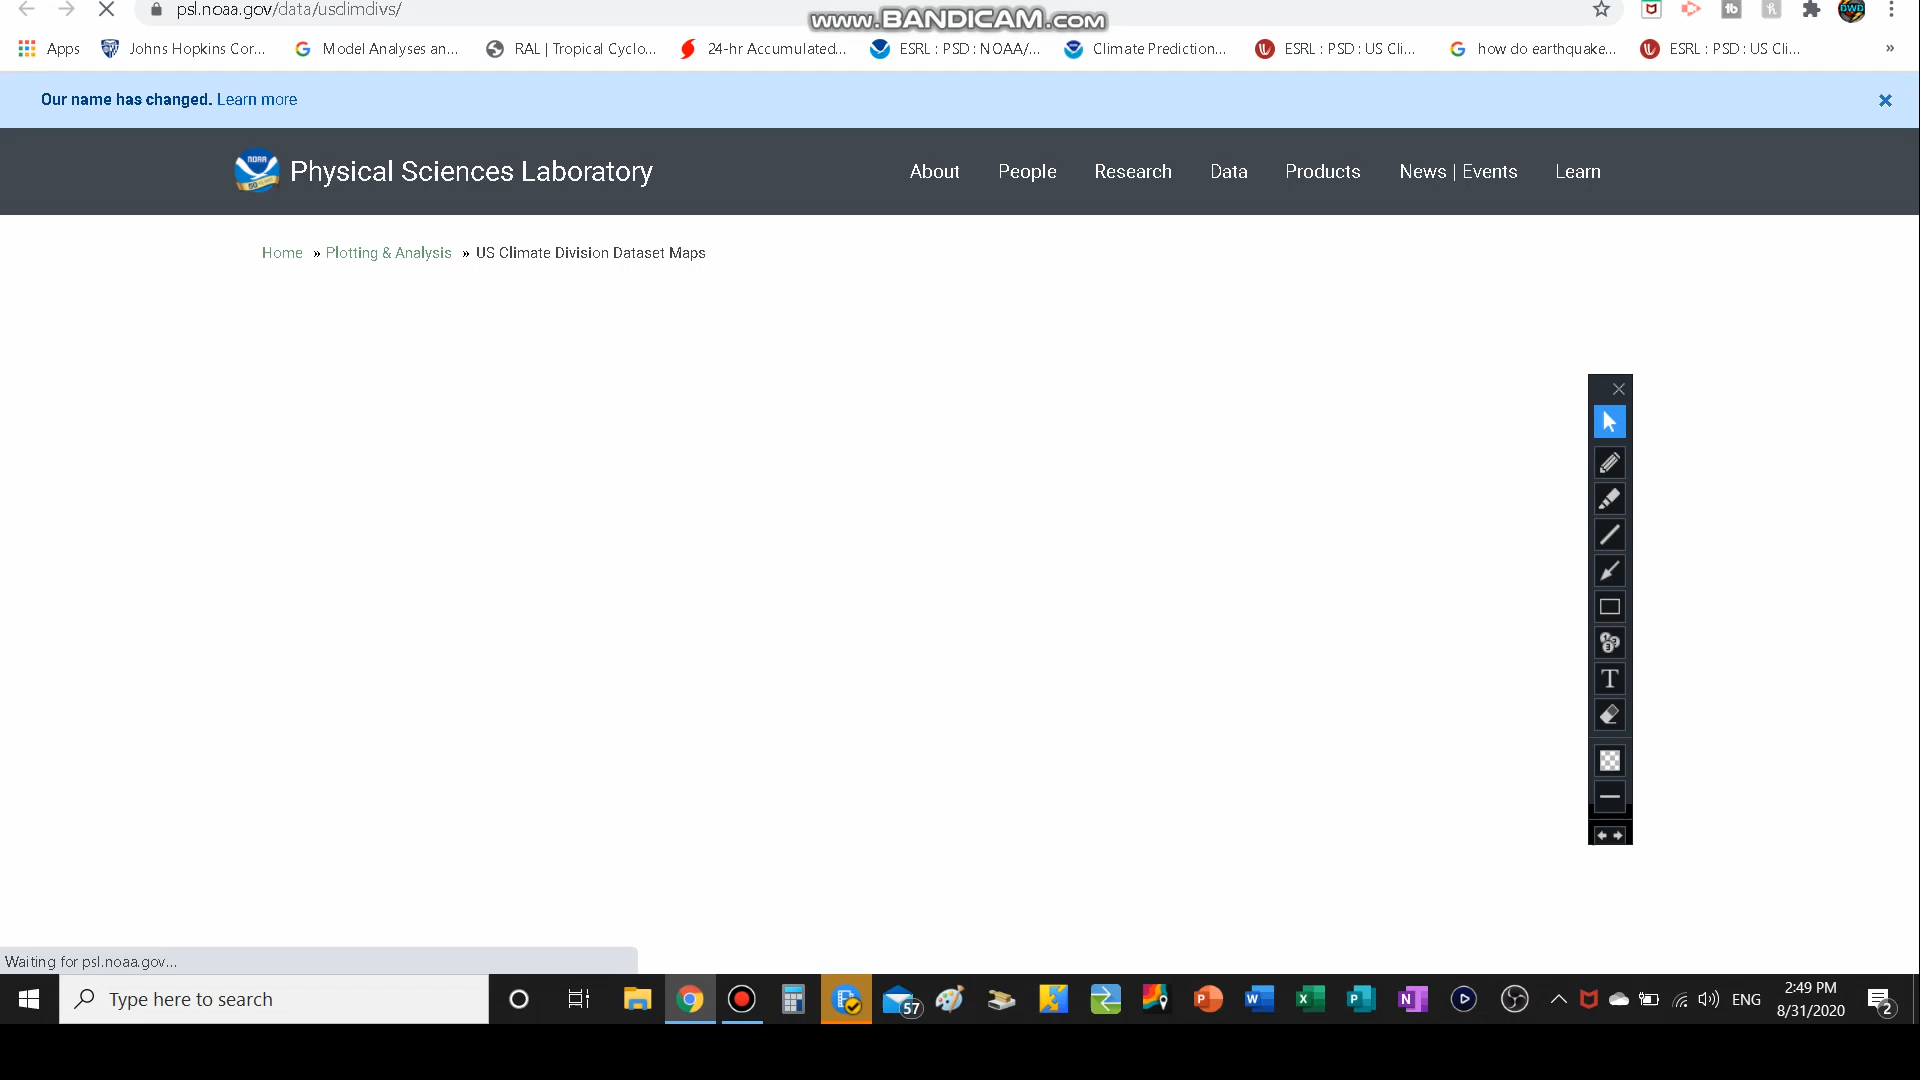 psl.noaa.gov/data/usclimdivs/
www.BANDICAM.com
Apps
Johns Hopkins Cor...
Model Analyses an...
RAL | Tropical Cyclo...
24-hr Accumulated...
ESRL : PSD : NOAA/...
Climate Prediction...
ESRL : PSD : US Cli...
how do earthquake...
ESRL : PSD : US Cli...
»
Our name has changed. Learn more
NOAA
Physical Sciences Laboratory
About
People
Research
Data
Products
News | Events
Learn
Home » Plotting & Analysis » US Climate Division Dataset Maps
T
Waiting for psl.noaa.gov...
Type here to search
57
ENG
2:49 PM
8/31/2020
2